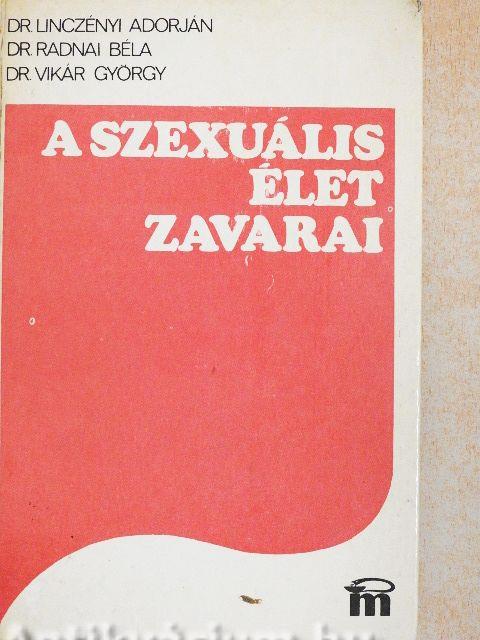 DR. LINCZÉNYI ADORJÁN
DR. RADNAI BÉLA
DR. VIKÁR GYÖRGY
A SZEXUÁLIS
ÉLET
ZAVARAI
m